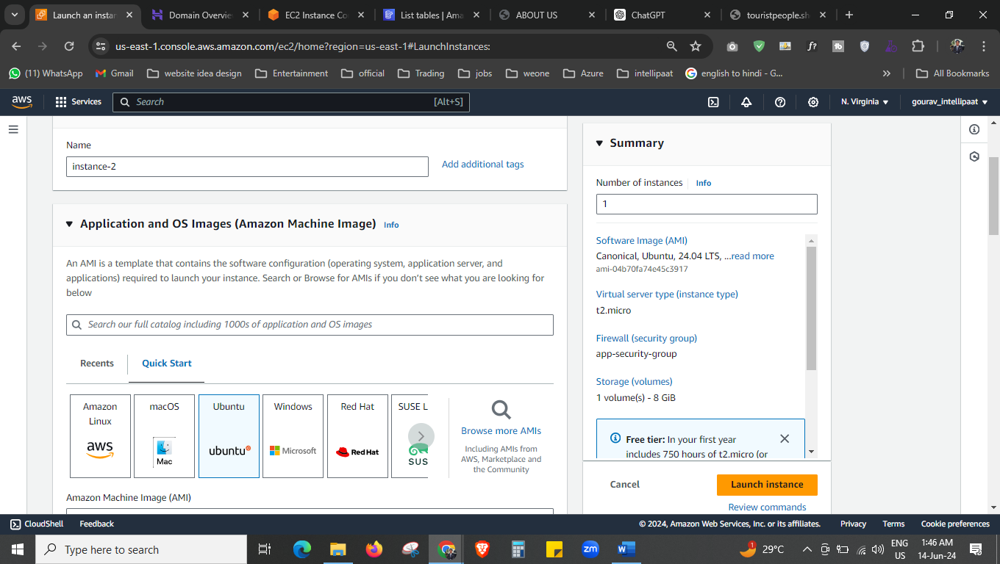 Launch an instan
Domain Overvie
EC2 Instance Co
List tables | Ama
ABOUT US
ChatGPT
touristpeople.sh
us-east-1.console.aws.amazon.com/ec2/home?region=us-east-1#LaunchInstances:
(11) WhatsApp
Gmail
website idea design
Entertainment
official
Trading
jobs
weone
Azure
intellipaat
english to hindi - G...
All Bookmarks
aws
Services
Search
[Alt+S]
N. Virginia
gourav_intellipaat
Name
instance-2
Add additional tags
Application and OS Images (Amazon Machine Image) Info
An AMI is a template that contains the software configuration (operating system, application server, and
applications) required to launch your instance. Search or Browse for AMIs if you don't see what you are looking for
below
Search our full catalog including 1000s of application and OS images
Recents
Quick Start
Amazon
Linux
aws
macOS
Mac
Ubuntu
ubuntu
Windows
Microsoft
Red Hat
Red Hat
SUSE L
SUS
Browse more AMIs
Including AMIs from
AWS, Marketplace and
the Community
Amazon Machine Image (AMI)
Summary
Number of instances Info
1
Software Image (AMI)
Canonical, Ubuntu, 24.04 LTS, ...read more
ami-04b70fa74e45c3917
Virtual server type (instance type)
t2.micro
Firewall (security group)
app-security-group
Storage (volumes)
1 volume(s) - 8 GiB
Free tier: In your first year
includes 750 hours of t2.micro (or
Cancel
Launch instance
Review commands
CloudShell
Feedback
© 2024, Amazon Web Services, Inc. or its affiliates.
Privacy
Terms
Cookie preferences
Type here to search
zm
1
29°C
ENG
US
1:46 AM
14-Jun-24